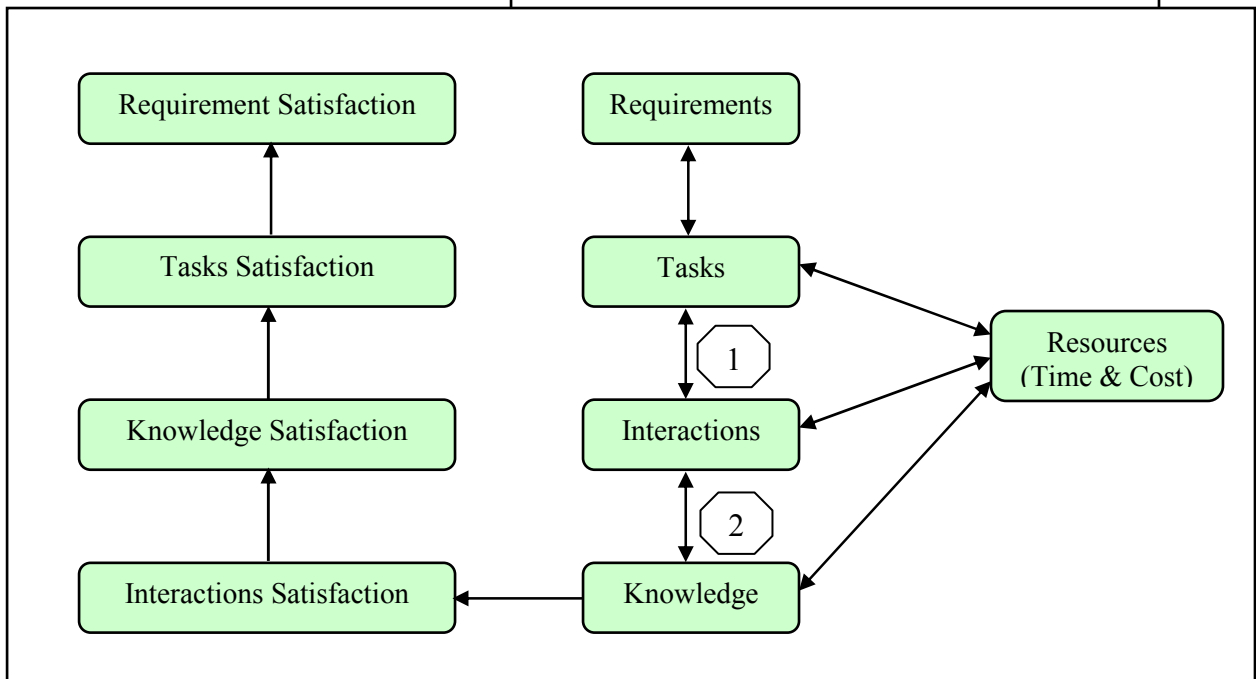 Requirement Satisfaction
Requirements
Tasks Satisfaction
Tasks
1
Resources
(Time & Cost)
Knowledge Satisfaction
Interactions
2
Interactions Satisfaction
Knowledge